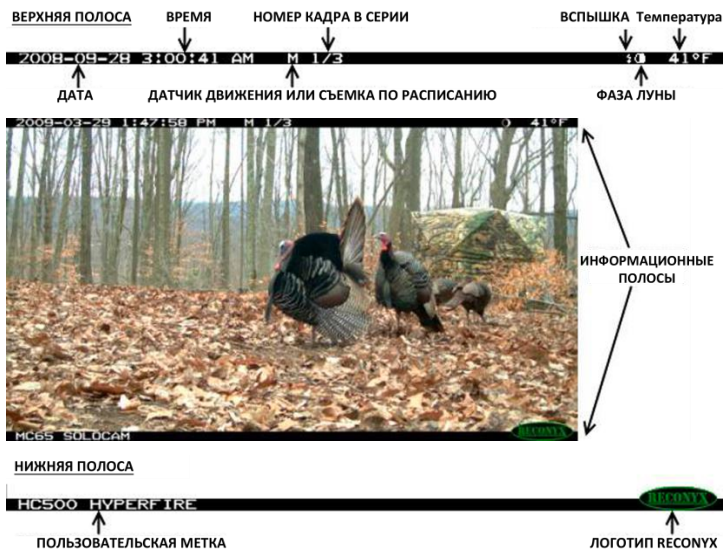 ВЕРХНЯЯ ПОЛОСА ВРЕМЯ НОМЕР КАДРА В СЕРИИ ВСПЫШКА Температура
2008-09-28 3:00:41 AM M 1/3 41°F
ДАТА ДАТЧИК ДВИЖЕНИЯ ИЛИ СЪЕМКА ПО РАСПИСАНИЮ ФАЗА ЛУНЫ
2009-03-29 1:47:58 PM M 1/3 41°F
ИНФОРМАЦИОННЫЕ
ПОЛОСЫ
MC65 SOLOCAM RECONYX
НИЖНЯЯ ПОЛОСА
HC500 HYPERFIRE RECONYX
ПОЛЬЗОВАТЕЛЬСКАЯ МЕТКА ЛОГОТИП RECONYX